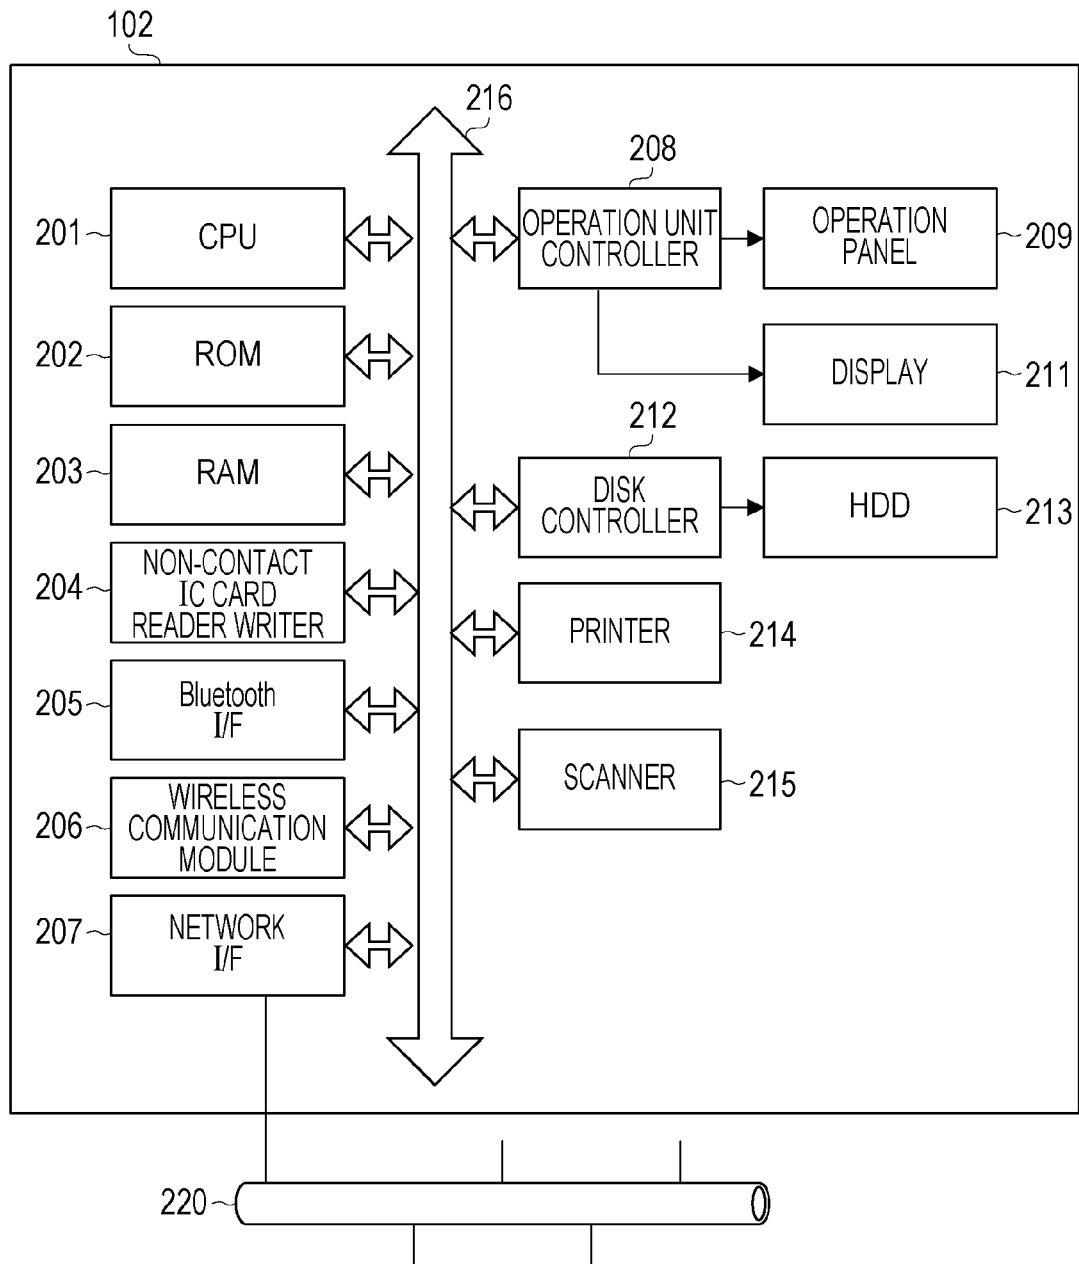 102
216
208
201
CPU
OPERATION UNIT
CONTROLLER
OPERATION
PANEL
209
202
ROM
DISPLAY
211
212
203
RAM
DISK
CONTROLLER
HDD
213
204
NON-CONTACT
IC CARD
READER WRITER
PRINTER
214
205
Bluetooth
I/F
SCANNER
215
206
WIRELESS
COMMUNICATION
MODULE
207
NETWORK
I/F
220